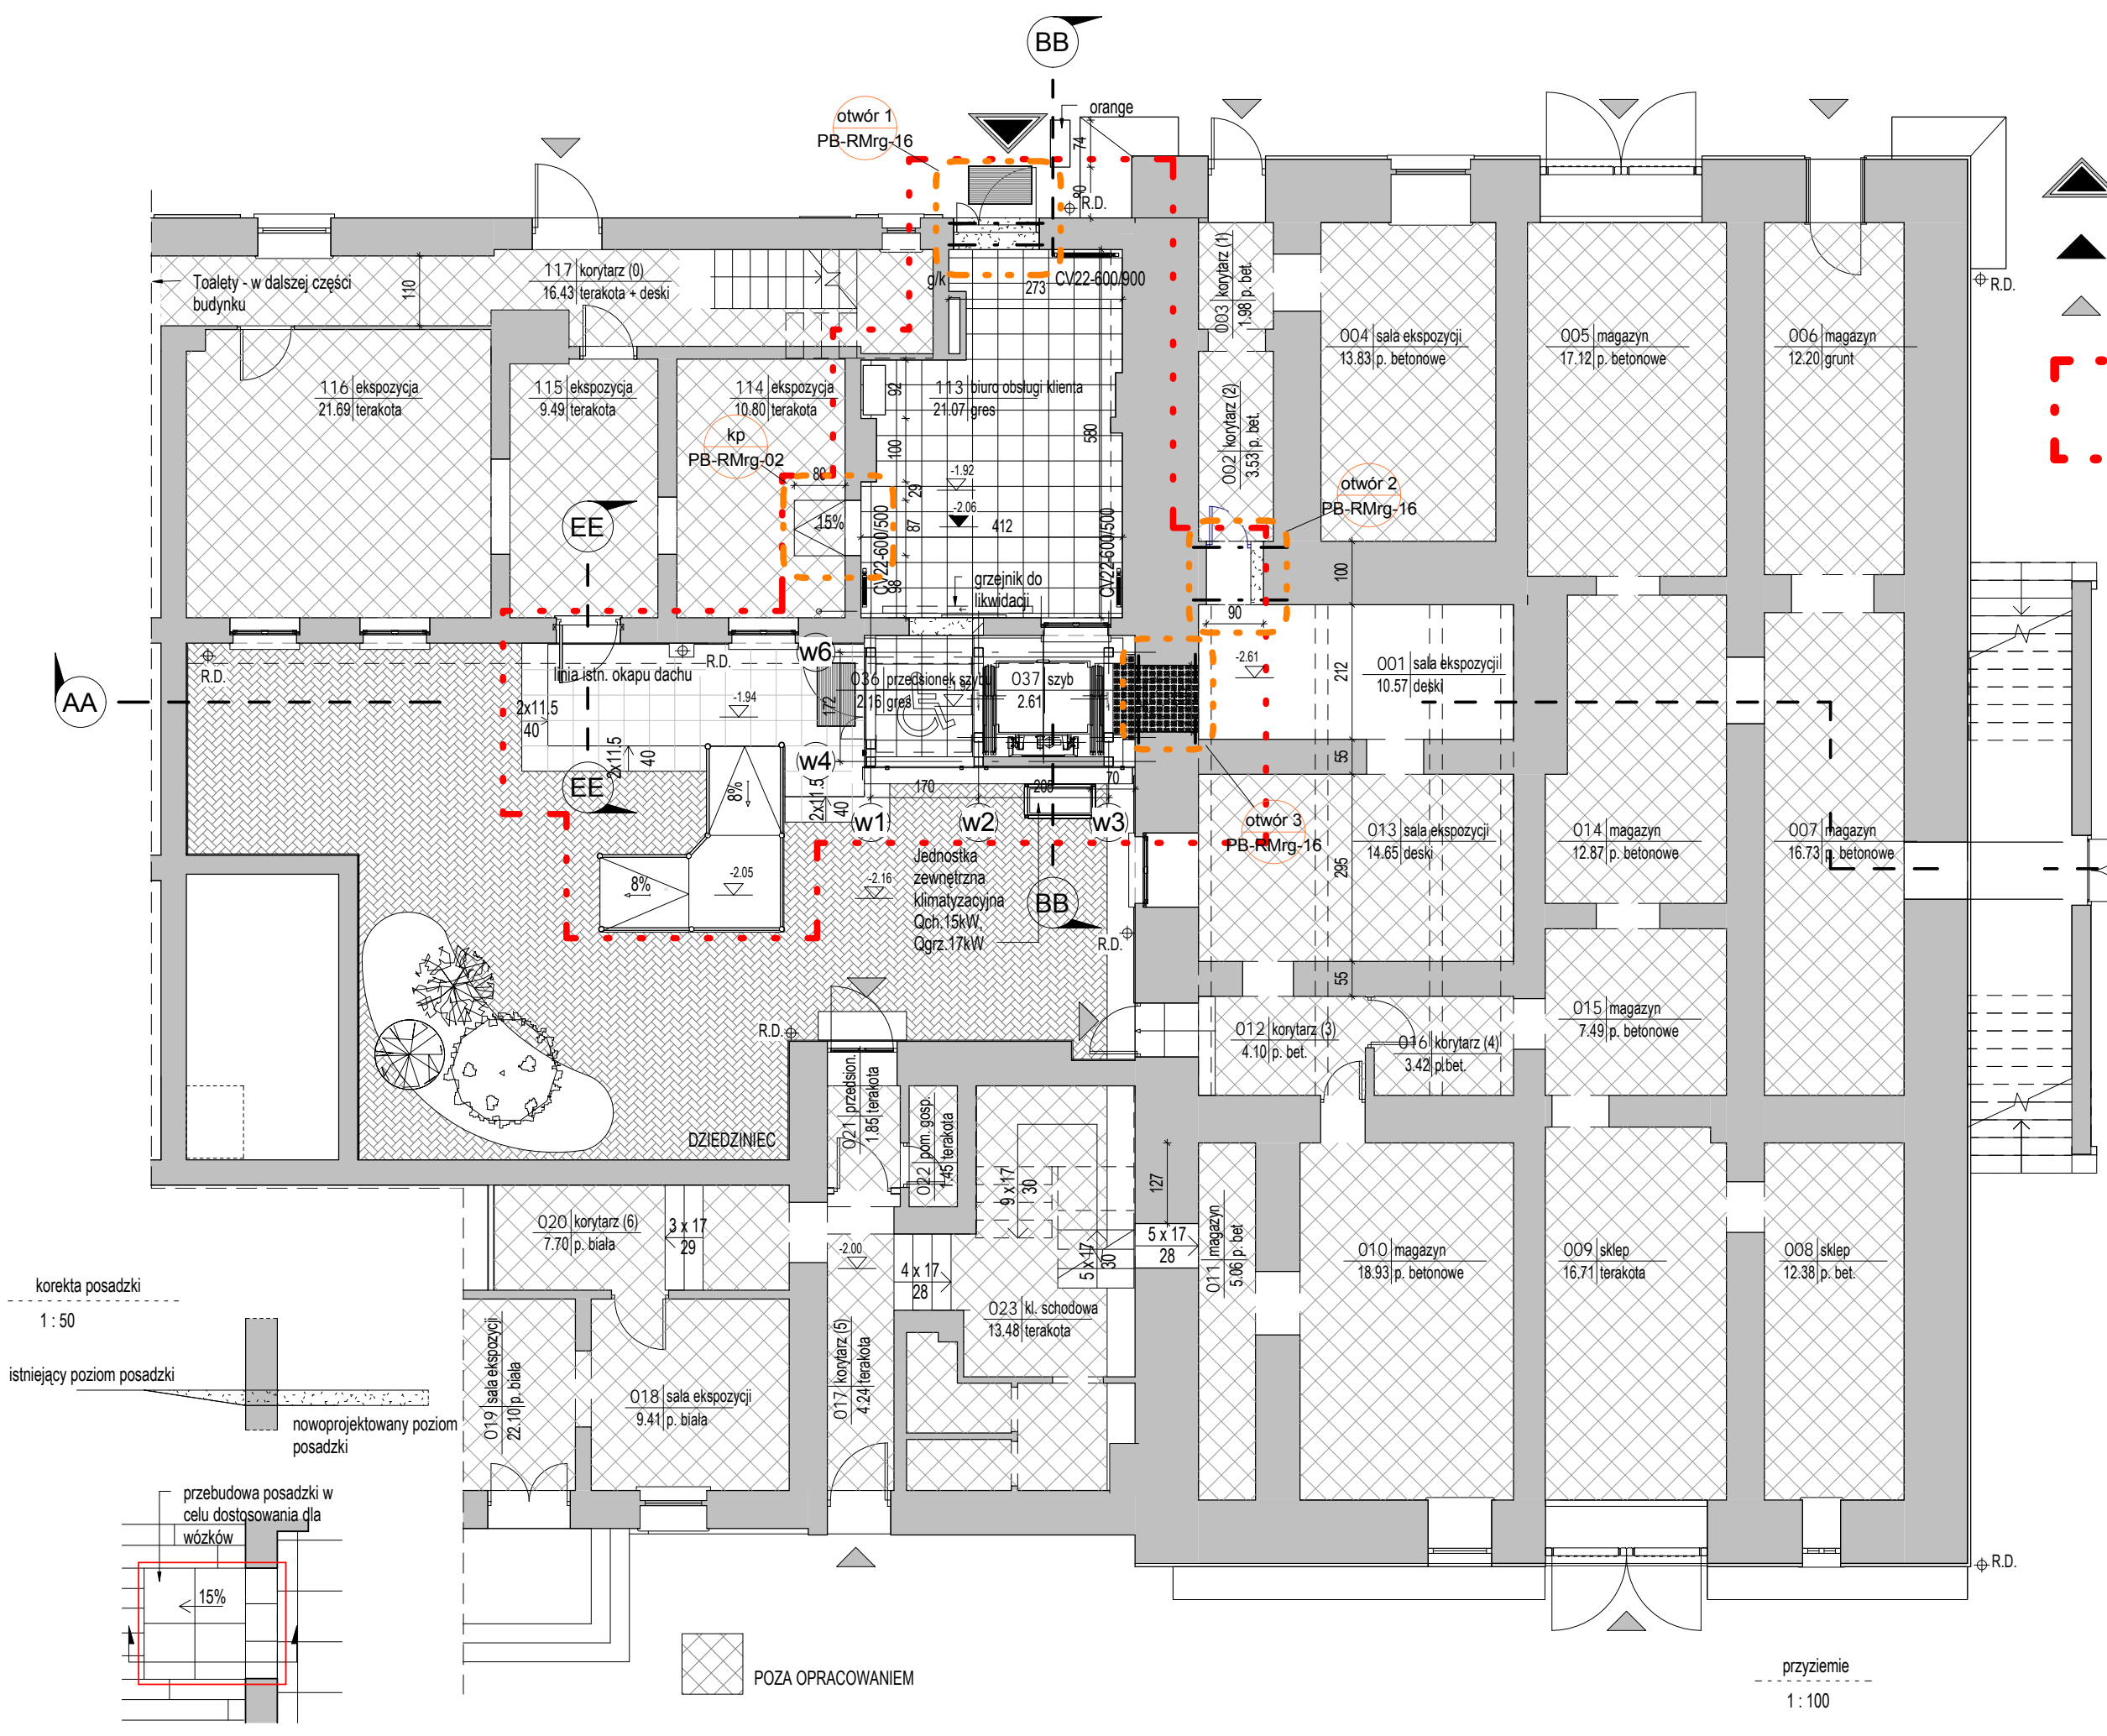 BB
orange
otwór 1
PB-RMrg-16
74
80
R.D.
R.D.
Toalety - w dalszej części
budynku
110
117 korytarz (0)
16.43 terakota + deski
g/k
273
CV22-600/900
003 korytarz (1)
1.98 p. bet.
004 sala ekspozycji
13.83 p. betonowe
005 magazyn
17.12 p. betonowe
006 magazyn
12.20 grunt
116 ekspozycja
21.69 terakota
115 ekspozycja
9.49 terakota
114 ekspozycja
10.80 terakota
92
113 biuro obsługi klienta
21.07 gres
580
100
002 korytarz (2)
3.53 p. bet.
kp
PB-RMrg-02
80
-1.92
29
-2.06
87
412
15%
CV22-600/500
98
CV22-600/500
otwór 2
PB-RMrg-16
EE
grzejnik do
likwidacji
100
90
w6
R.D.
R.D.
linia istn. okapu dachu
036 przedsionek szybu
2.16 gres
172
037 szyb
2.61
-2.61
212
001 sala ekspozycji
10.57 deski
AA
2x11.5
40
-1.94
2x11.5
40
w4
55
EE
8%
2x11.5
40
170
205
70
w1
w2
w3
otwór 3
PB-RMrg-16
013 sala ekspozycji
14.65 deski
295
014 magazyn
12.87 p. betonowe
007 magazyn
16.73 p. betonowe
8%
-2.05
-2.16
Jednostka
zewnętrzna
klimatyzacyjna
Qch.15kW,
Qgrz.17kW
BB
R.D.
55
R.D.
012 korytarz (3)
4.10 p. bet.
016 korytarz (4)
3.42 p.bet.
015 magazyn
7.49 p. betonowe
DZIEDZINIEC
021 przedsion.
1.85 terakota
022 pom. gosp.
1.45 terakota
9 x 17
30
127
020 korytarz (6)
7.70 p. biała
3 x 17
29
-2.00
4 x 17
28
5 x 17
30
5 x 17
28
011 magazyn
5.06 p. bet
010 magazyn
18.93 p. betonowe
009 sklep
16.71 terakota
008 sklep
12.38 p. bet.
korekta posadzki
1 : 50
023 kl. schodowa
13.48 terakota
istniejący poziom posadzki
019 sala ekspozycji
22.10 p. biała
018 sala ekspozycji
9.41 p. biała
017 korytarz (5)
4.24 terakota
nowoprojektowany poziom
posadzki
przebudowa posadzki w
celu dostosowania dla
wózków
15%
R.D.
POZA OPRACOWANIEM
przyziemie
1 : 100